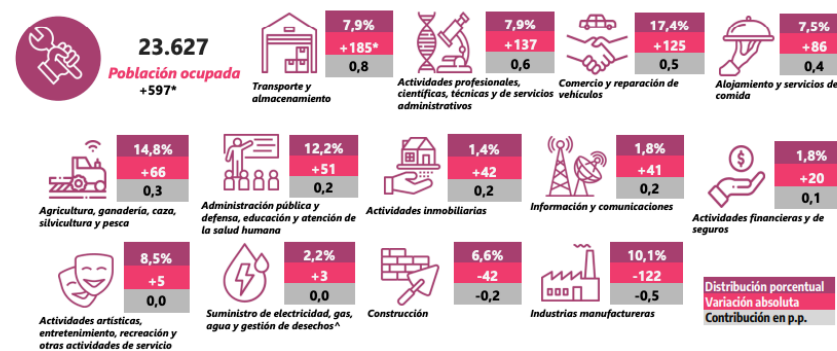 23.627
Población ocupada
+597*
7,9%
+185*
0,8
Transporte y
almacenamiento
7,9%
+137
0,6
Actividades profesionales,
científicas, técnicas y de servicios
administrativos
17,4%
+125
0,5
Comercio y reparación de
vehículos
7,5%
+86
0,4
Alojamiento y servicios de
comida
14,8%
+66
0,3
Agricultura, ganadería, caza,
silvicultura y pesca
12,2%
+51
0,2
Administración pública y
defensa, educación y atención de
la salud humana
1,4%
+42
0,2
Actividades inmobiliarias
1,8%
+41
0,2
Información y comunicaciones
1,8%
+20
0,1
Actividades financieras y de
seguros
8,5%
+5
0,0
Actividades artísticas,
entretenimiento, recreación y
otras actividades de servicio
2,2%
+3
0,0
Suministro de electricidad, gas,
agua y gestión de desechos^
6,6%
-42
-0,2
Construcción
10,1%
-122
-0,5
Industrias manufactureras
Distribución porcentual
Variación absoluta
Contribución en p.p.